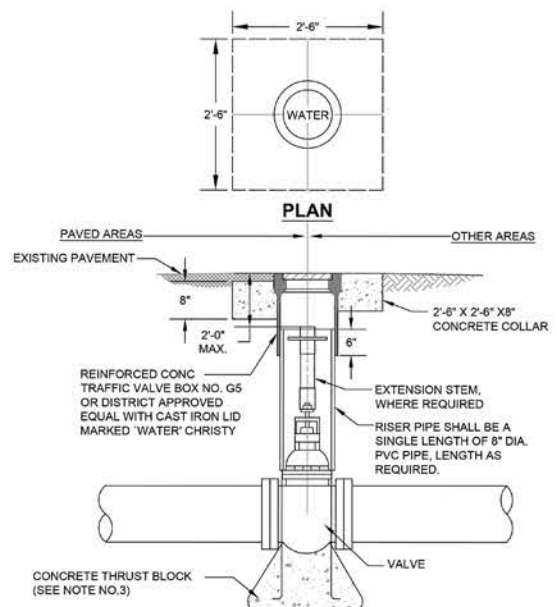 2'-6"
2'-6"
WATER
PLAN
PAVED AREAS
OTHER AREAS
EXISTING PAVEMENT
8"
2'-0"
MAX.
6"
2'-6" X 2'-6" X8"
CONCRETE COLLAR
REINFORCED CONC
TRAFFIC VALVE BOX NO. G5
OR DISTRICT APPROVED
EQUAL WITH CAST IRON LID
MARKED `WATER' CHRISTY
EXTENSION STEM,
WHERE REQUIRED
RISER PIPE SHALL BE A
SINGLE LENGTH OF 8" DIA.
PVC PIPE, LENGTH AS
REQUIRED.
VALVE
CONCRETE THRUST BLOCK
(SEE NOTE NO.3)